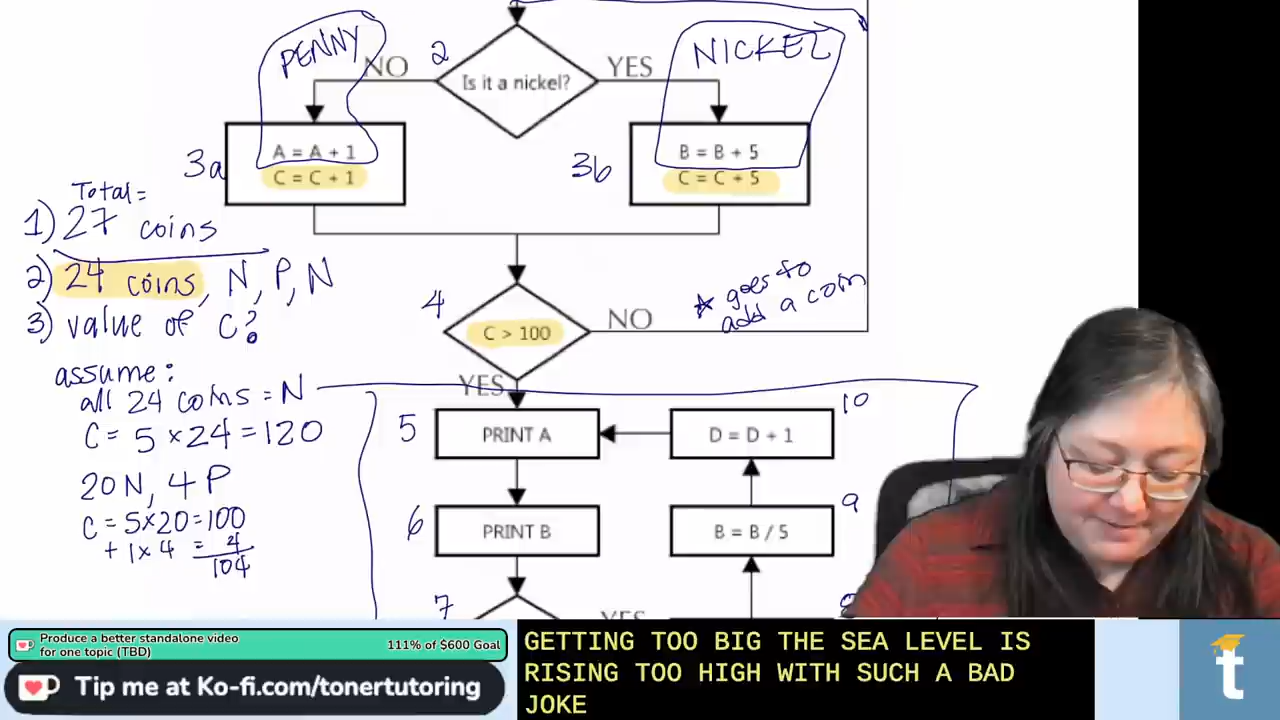 PENNY
NICKEL
2
NO
Is it a nickel?
YES
3a
A = A + 1
C = C + 1
3b
B = B + 5
C = C + 5
Total =
1) 27 coins
2) 24 coins, N, P, N
3) value of C?
4
C > 100
NO
★ goes to
add a coin
YES
assume:
all 24 coins = N
C = 5 × 24 = 120
20N, 4P
C = 5×20=100
+ 1×4 = 4
104
5
PRINT A
10
D = D + 1
6
PRINT B
9
B = B / 5
7
YES
8
Produce a better standalone video
for one topic (TBD)
111% of $600 Goal
Tip me at Ko-fi.com/tonertutoring
GETTING TOO BIG THE SEA LEVEL IS
RISING TOO HIGH WITH SUCH A BAD
JOKE
t